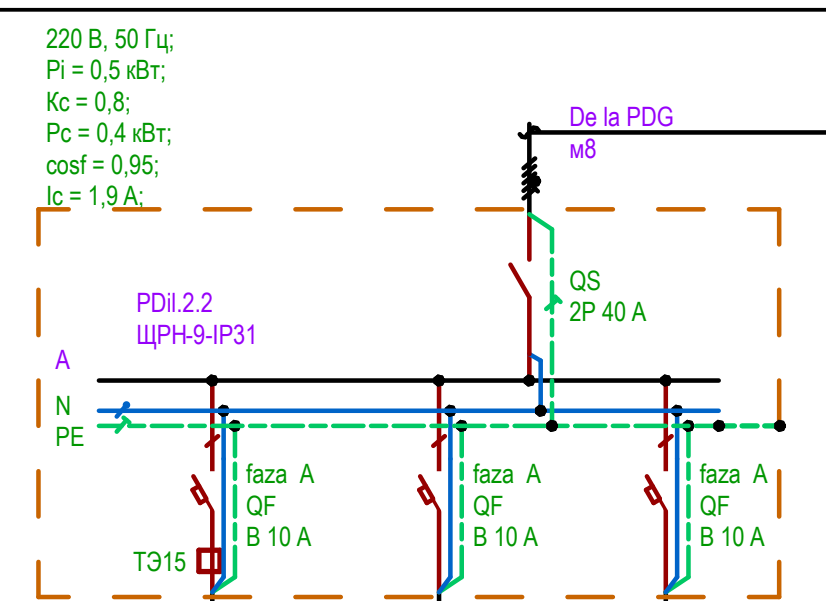 220 В, 50 Гц;
Pi = 0,5 кВт;
Кс = 0,8;
Рс = 0,4 кВт;
cosf = 0,95;
Ic = 1,9 А;
De la PDG
м8
QS
2P 40 A
PDil.2.2
ЩРН-9-IP31
A
N
PE
faza A
QF
B 10 A
faza A
QF
B 10 A
faza A
QF
B 10 A
ТЭ15